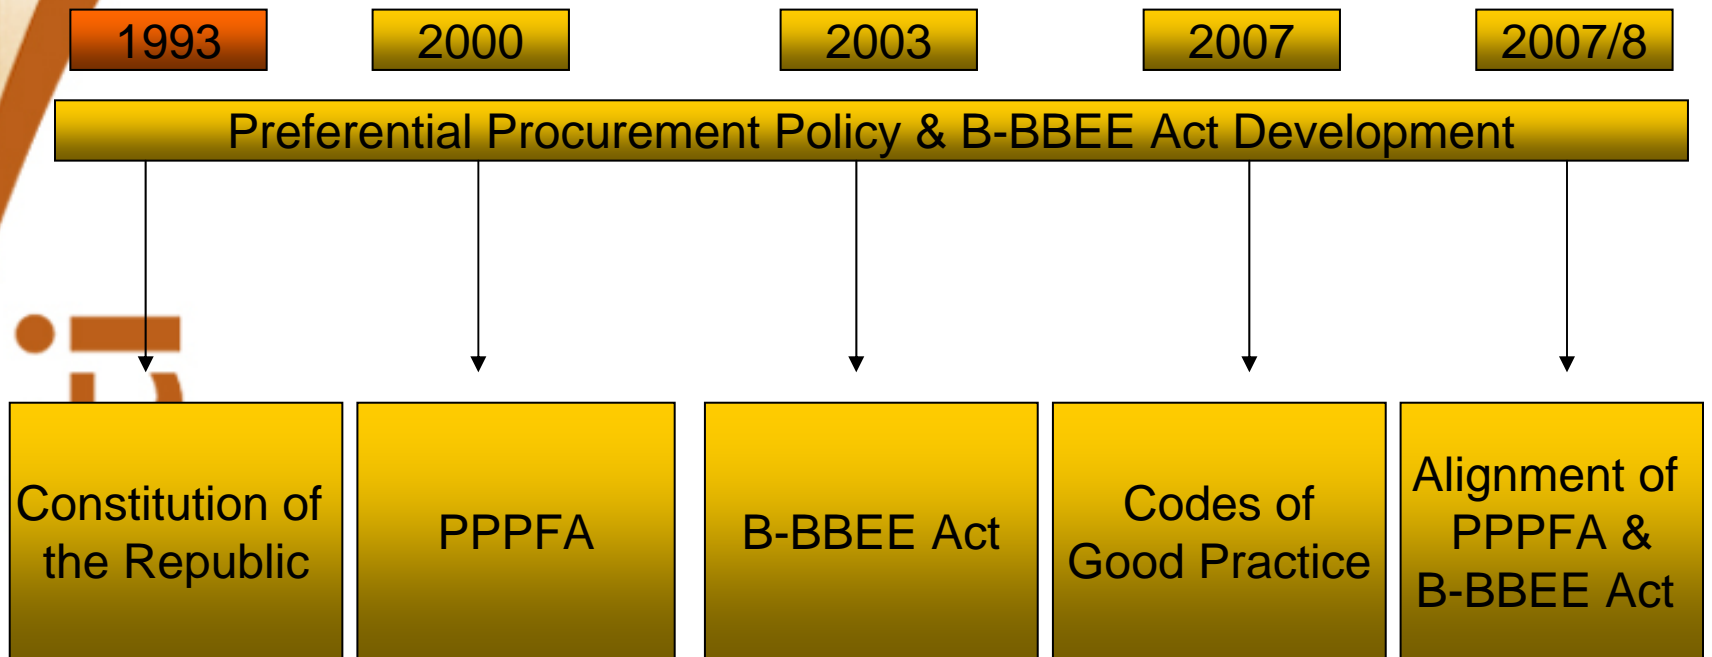 1993
2000
2003
2007
2007/8
Preferential Procurement Policy & B-BBEE Act Development
Constitution of
the Republic
PPPFA
B-BBEE Act
Codes of
Good Practice
Alignment of
PPPFA &
B-BBEE Act